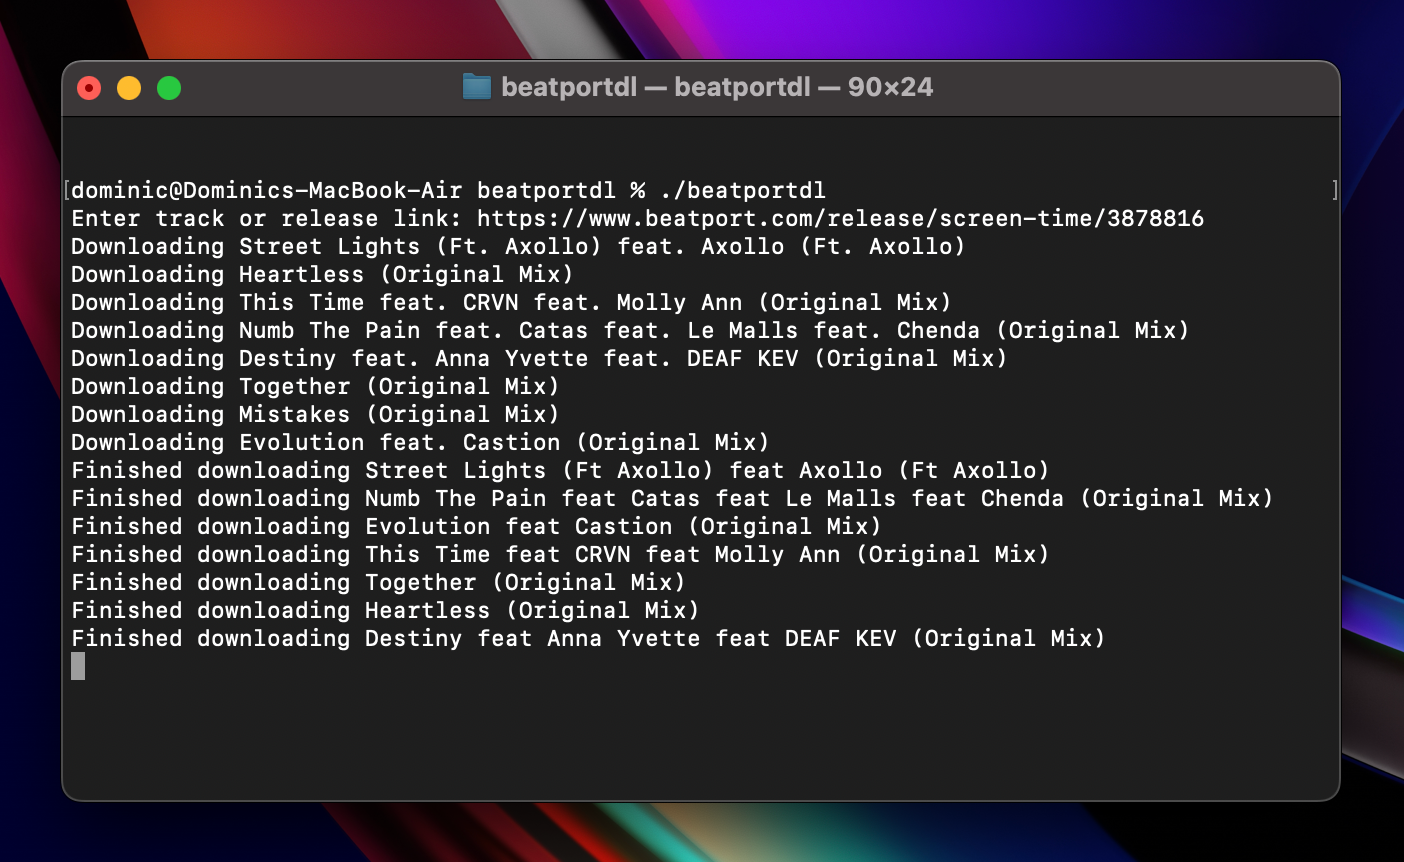 beatportdl — beatportdl — 90×24
[dominic@Dominics-MacBook-Air beatportdl % ./beatportdl ]
Enter track or release link: https://www.beatport.com/release/screen-time/3878816
Downloading Street Lights (Ft. Axollo) feat. Axollo (Ft. Axollo)
Downloading Heartless (Original Mix)
Downloading This Time feat. CRVN feat. Molly Ann (Original Mix)
Downloading Numb The Pain feat. Catas feat. Le Malls feat. Chenda (Original Mix)
Downloading Destiny feat. Anna Yvette feat. DEAF KEV (Original Mix)
Downloading Together (Original Mix)
Downloading Mistakes (Original Mix)
Downloading Evolution feat. Castion (Original Mix)
Finished downloading Street Lights (Ft Axollo) feat Axollo (Ft Axollo)
Finished downloading Numb The Pain feat Catas feat Le Malls feat Chenda (Original Mix)
Finished downloading Evolution feat Castion (Original Mix)
Finished downloading This Time feat CRVN feat Molly Ann (Original Mix)
Finished downloading Together (Original Mix)
Finished downloading Heartless (Original Mix)
Finished downloading Destiny feat Anna Yvette feat DEAF KEV (Original Mix)